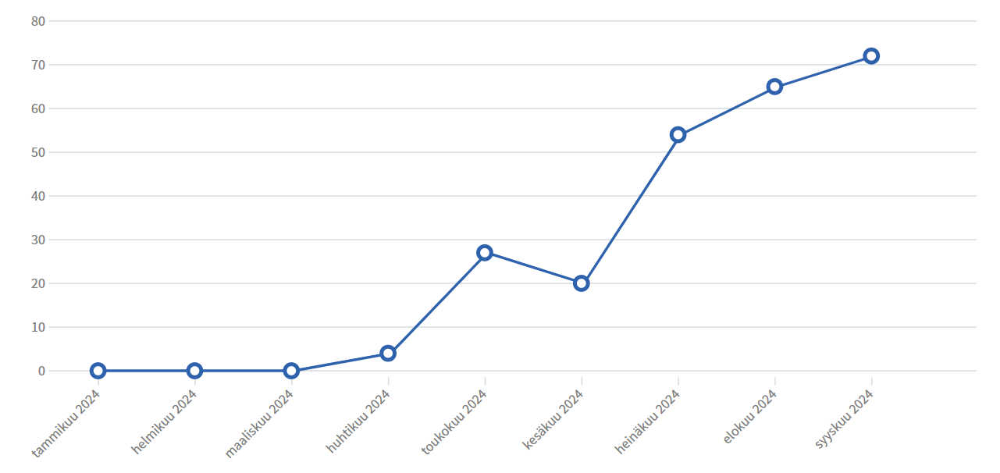 80
70
60
50
40
30
20
10
0
tammikuu 2024
helmikuu 2024
maaliskuu 2024
huhtikuu 2024
toukokuu 2024
kesäkuu 2024
heinäkuu 2024
elokuu 2024
syyskuu 2024